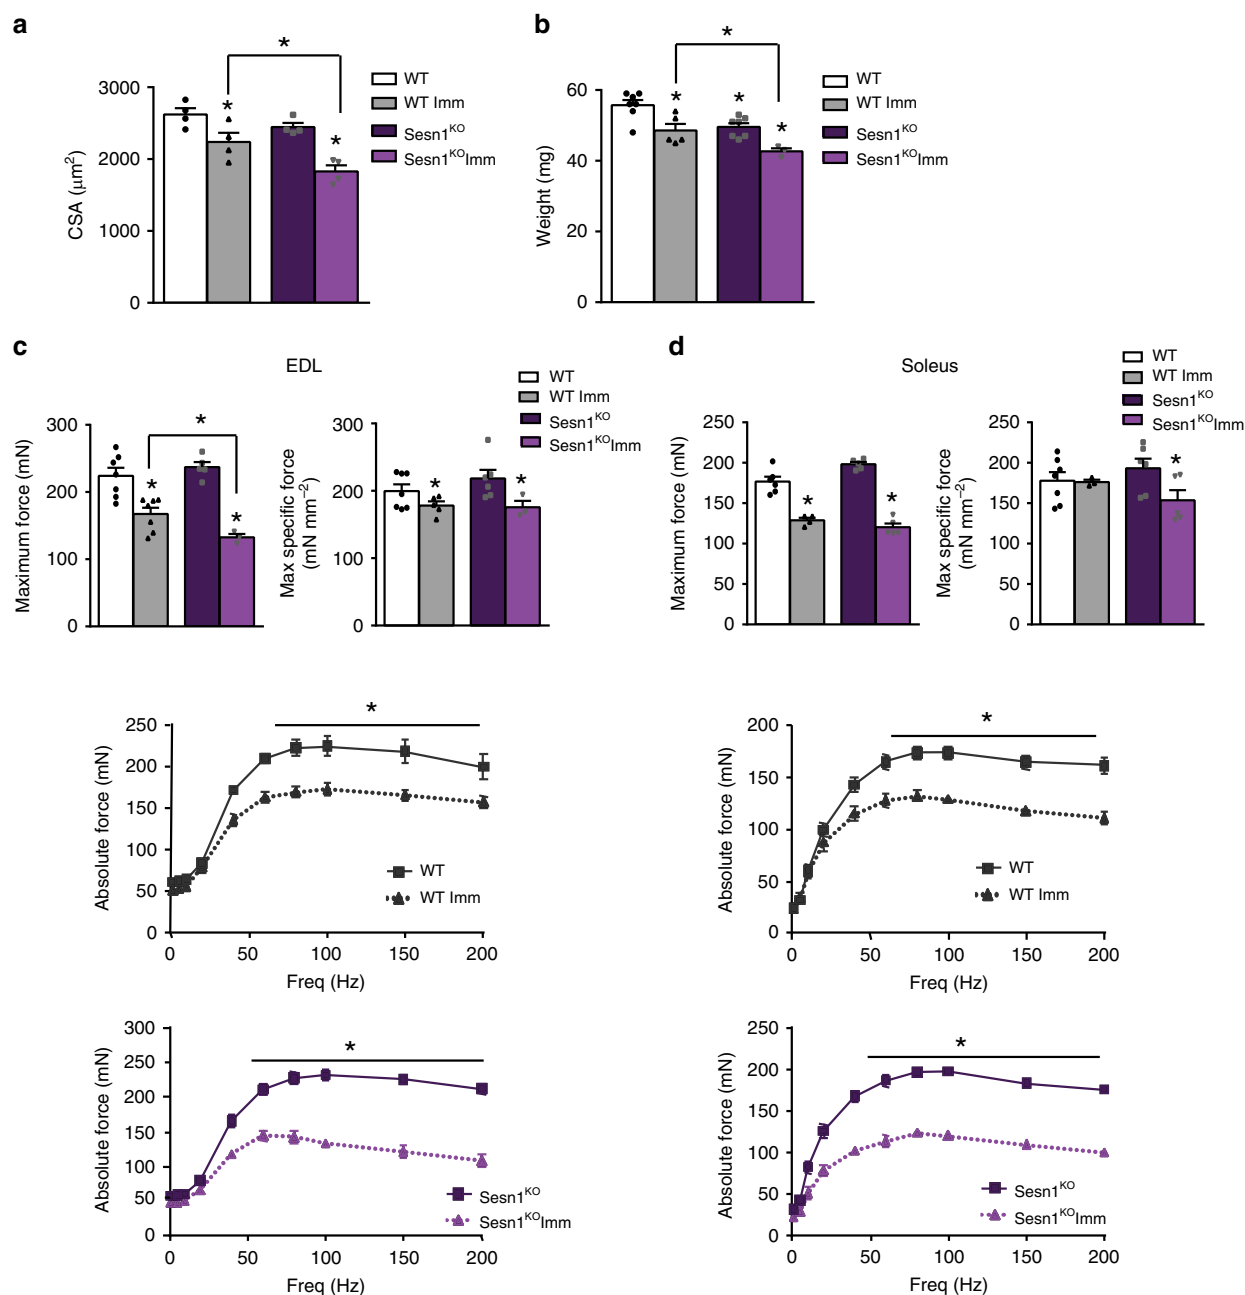 a
*
WT
WT Imm
Sesn1KO
Sesn1KOImm
3000
2000
1000
0
CSA (μm2)
*
*
b
*
WT
WT Imm
Sesn1KO
Sesn1KOImm
60
40
20
0
Weight (mg)
*
*
*
c
EDL
WT
WT Imm
Sesn1KO
Sesn1KOImm
300
200
100
0
Maximum force (mN)
*
*
*
300
200
100
0
Max specific force
(mN mm−2)
*
*
250
200
150
100
50
0
Absolute force (mN)
*
WT
WT Imm
0
50
100
150
200
Freq (Hz)
300
250
200
150
100
50
0
Absolute force (mN)
*
Sesn1KO
Sesn1KOImm
0
50
100
150
200
Freq (Hz)
d
Soleus
WT
WT Imm
Sesn1KO
Sesn1KOImm
250
200
150
100
50
0
Maximum force (mN)
*
*
250
200
150
100
50
0
Max specific force
(mN mm−2)
*
200
150
100
50
0
Absolute force (mN)
*
WT
WT Imm
0
50
100
150
200
Freq (Hz)
250
200
150
100
50
0
Absolute force (mN)
*
Sesn1KO
Sesn1KOImm
0
50
100
150
200
Freq (Hz)